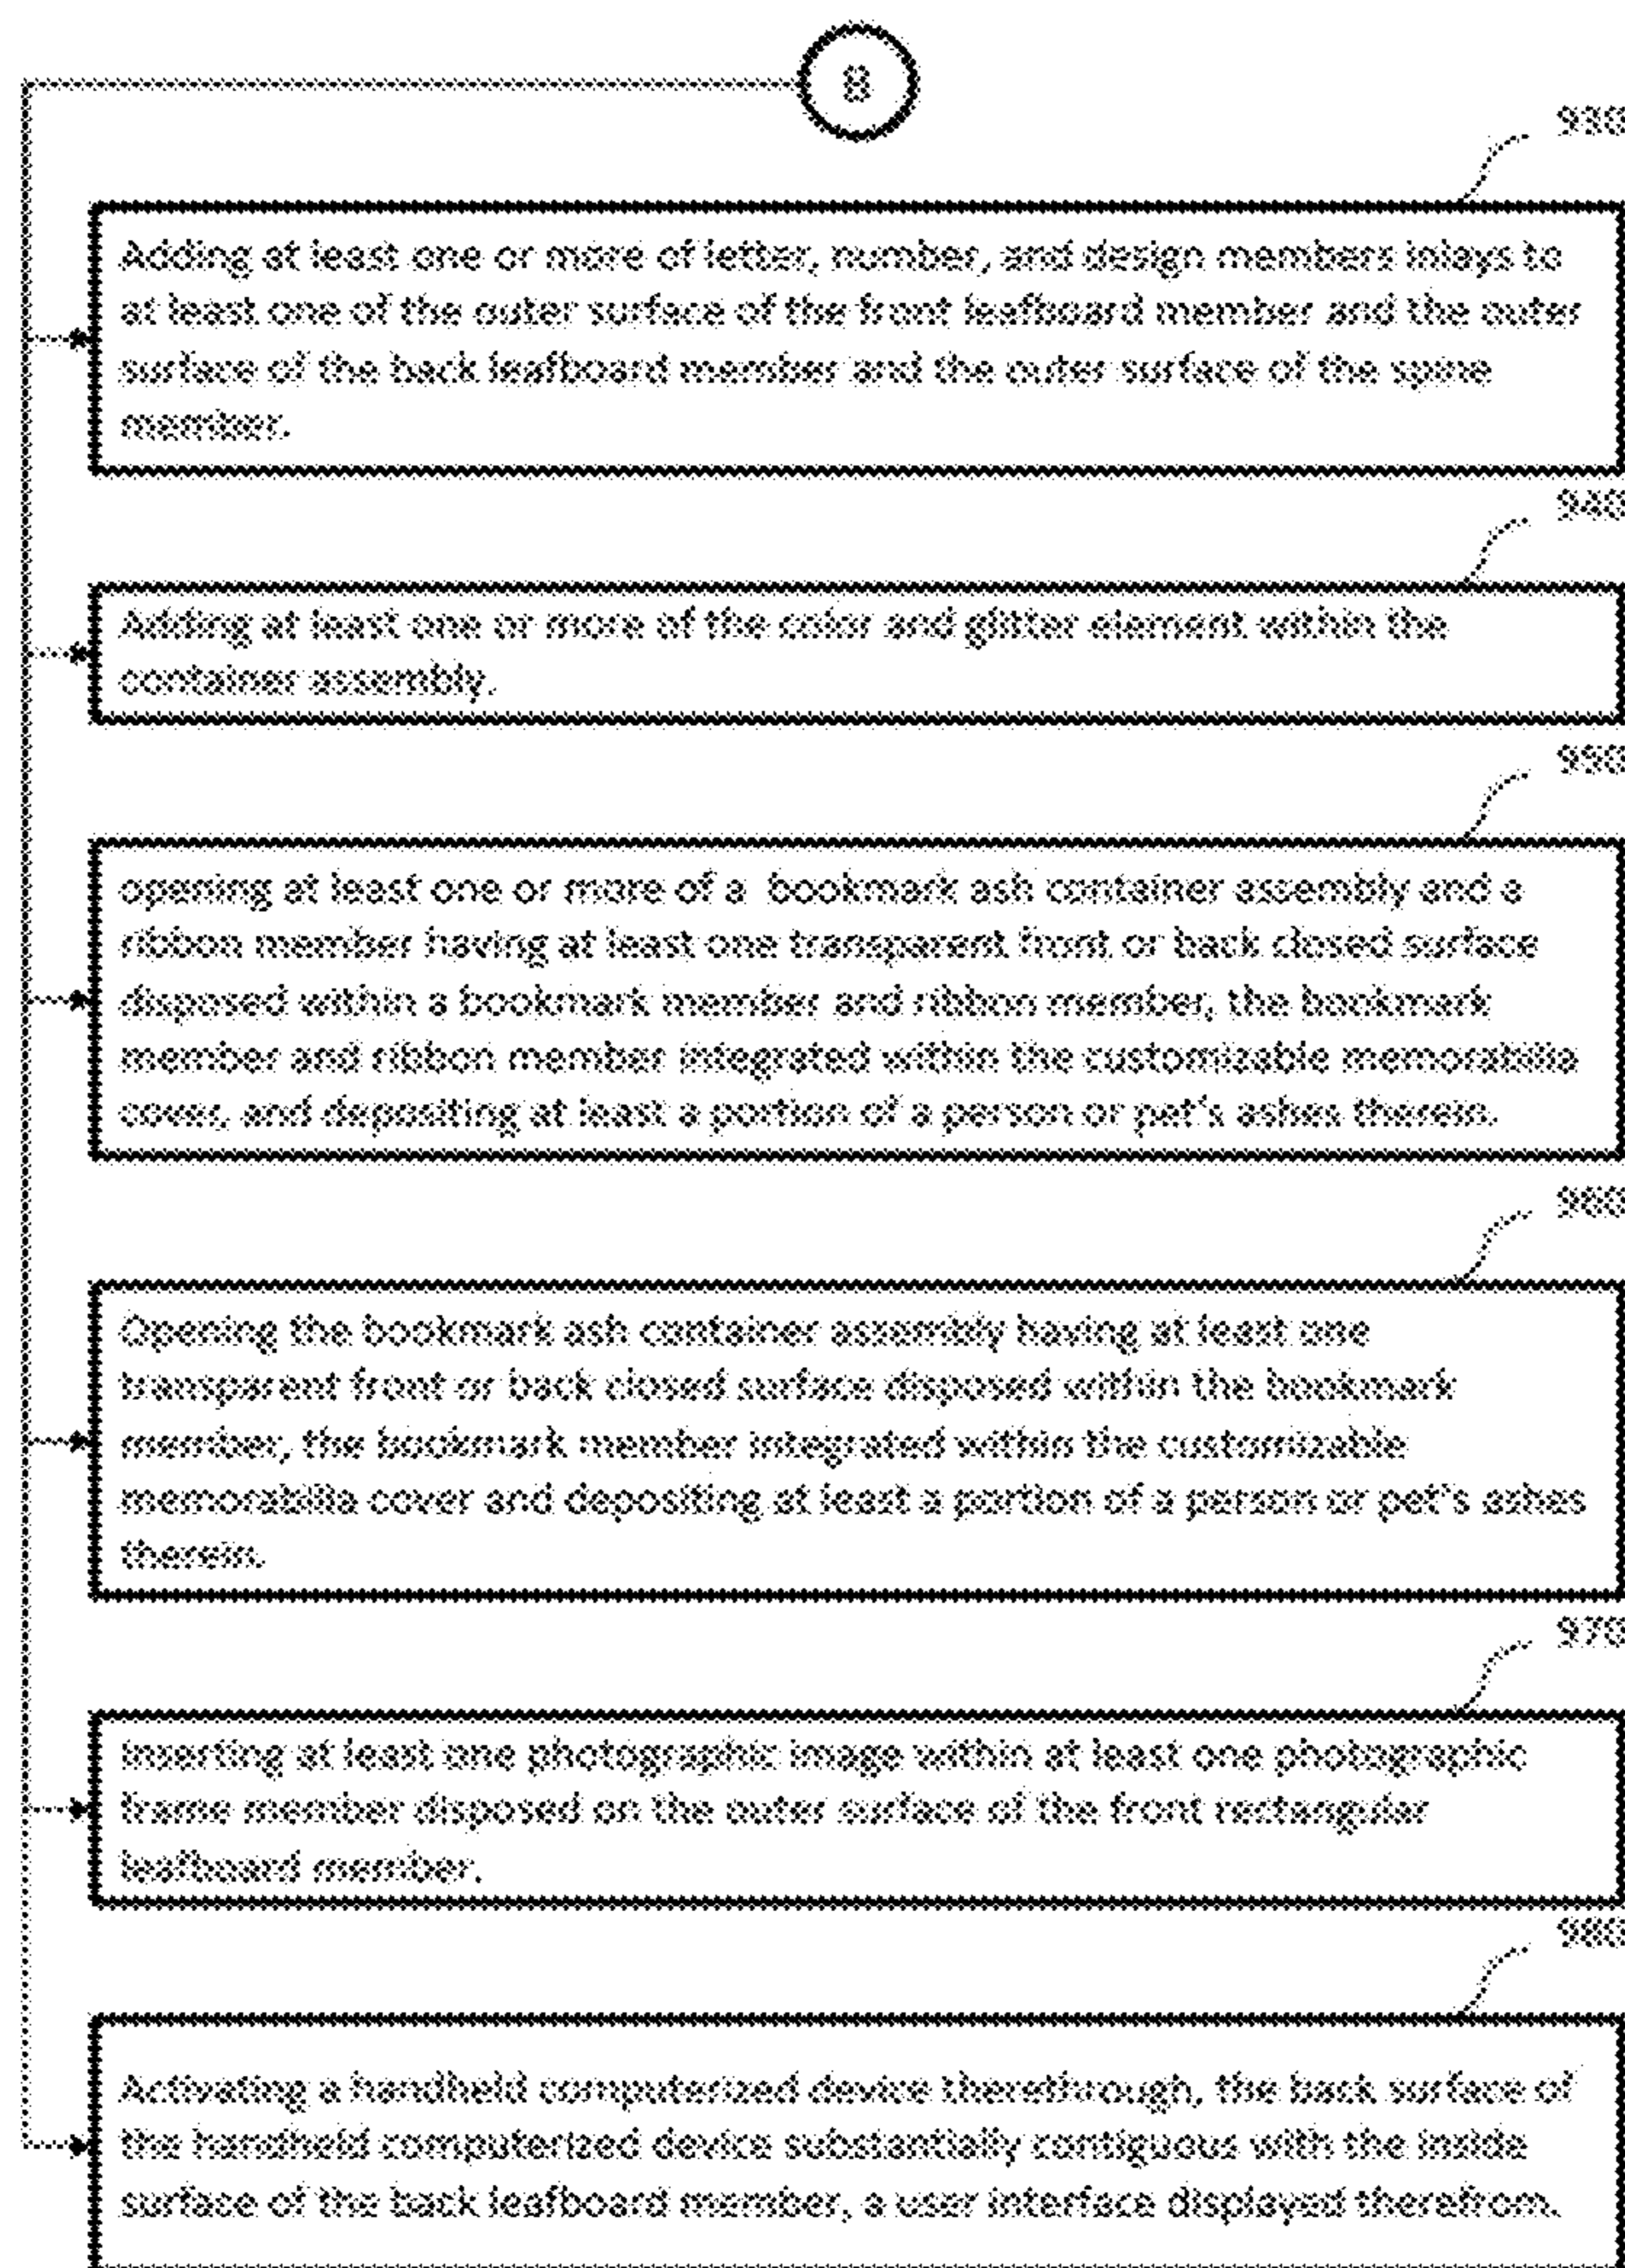 8
930
Adding at least one or more of letter, number, and design members inlays to
at least one of the outer surface of the front leafboard member and the outer
surface of the back leafboard member and the outer surface of the spine
member.
940
Adding at least one or more of the color and glitter element within the
container assembly.
950
opening at least one or more of a bookmark ash container assembly and a
ribbon member having at least one transparent front or back closed surface
disposed within a bookmark member and ribbon member, the bookmark
member and ribbon member integrated within the customizable memorabilia
cover, and depositing at least a portion of a person or pet's ashes therein.
960
Opening the bookmark ash container assembly having at least one
transparent front or back closed surface disposed within the bookmark
member, the bookmark member integrated within the customizable
memorabilia cover and depositing at least a portion of a person or pet's ashes
therein.
970
Inserting at least one photographic image within at least one photographic
frame member disposed on the outer surface of the front rectangular
leafboard member.
980
Activating a handheld computerized device therethrough, the back surface of
the handheld computerized device substantially contiguous with the inside
surface of the back leafboard member, a user interface displayed therefrom.